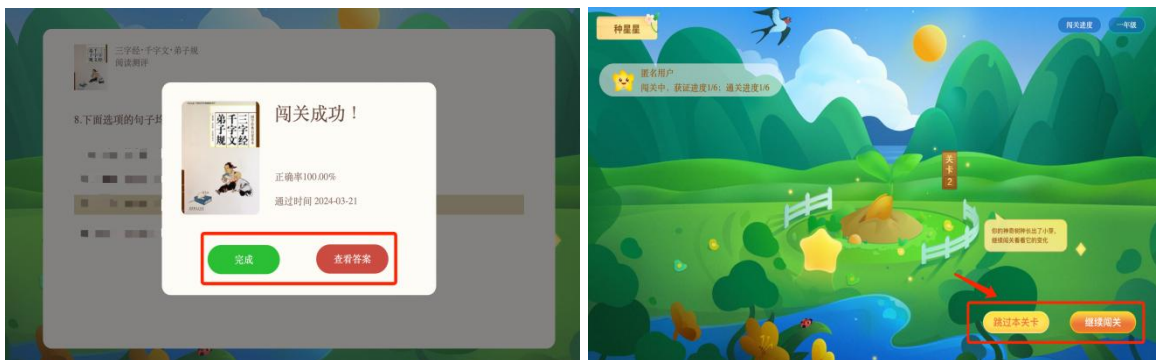 三字经·千字文·弟子规
阅读测评
8.下面选项的句子
闯关成功！
三字经
千字文
弟子规
正确率100.00%
通过时间 2024-03-21
完成
查看答案
种星星
闯关进度
一年级
匿名用户
闯关中，获证进度1/6；通关进度1/6
关卡2
你的神奇树种长出了小芽，
继续闯关看看它的变化
跳过本关卡
继续闯关